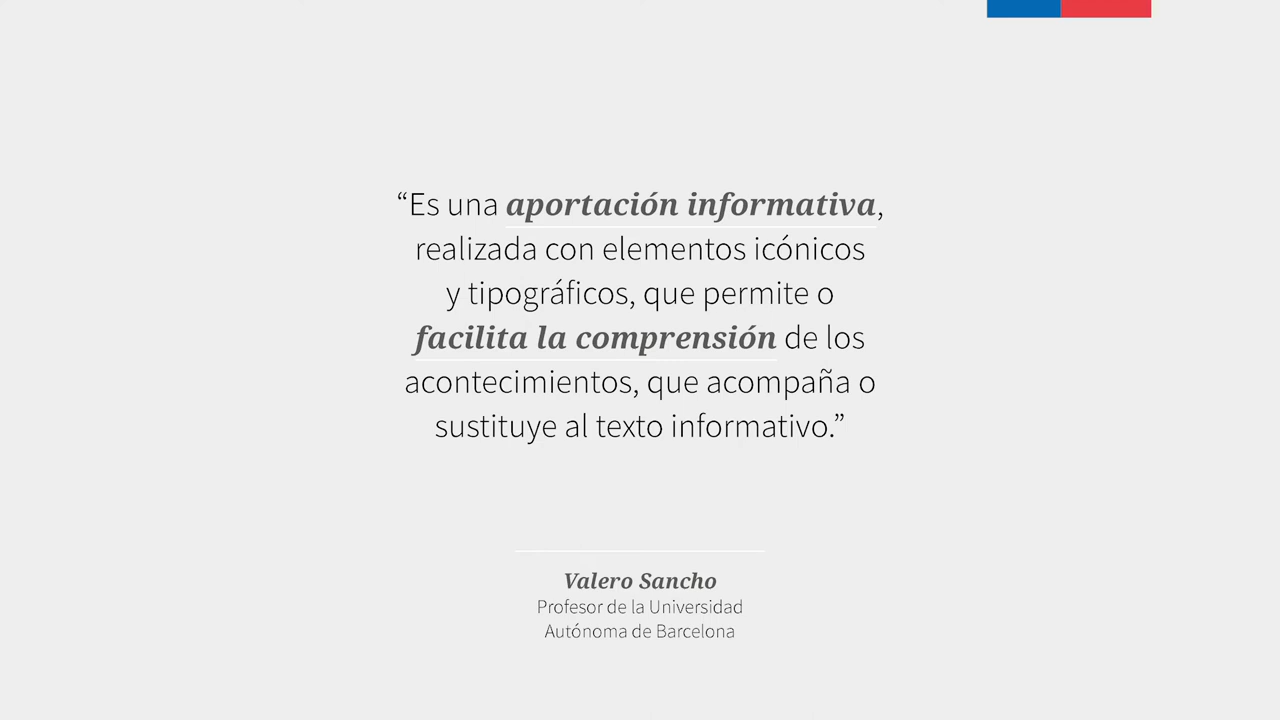 “Es una aportación informativa,
realizada con elementos icónicos
y tipográficos, que permite o
facilita la comprensión de los
acontecimientos, que acompaña o
sustituye al texto informativo.”
Valero Sancho
Profesor de la Universidad
Autónoma de Barcelona